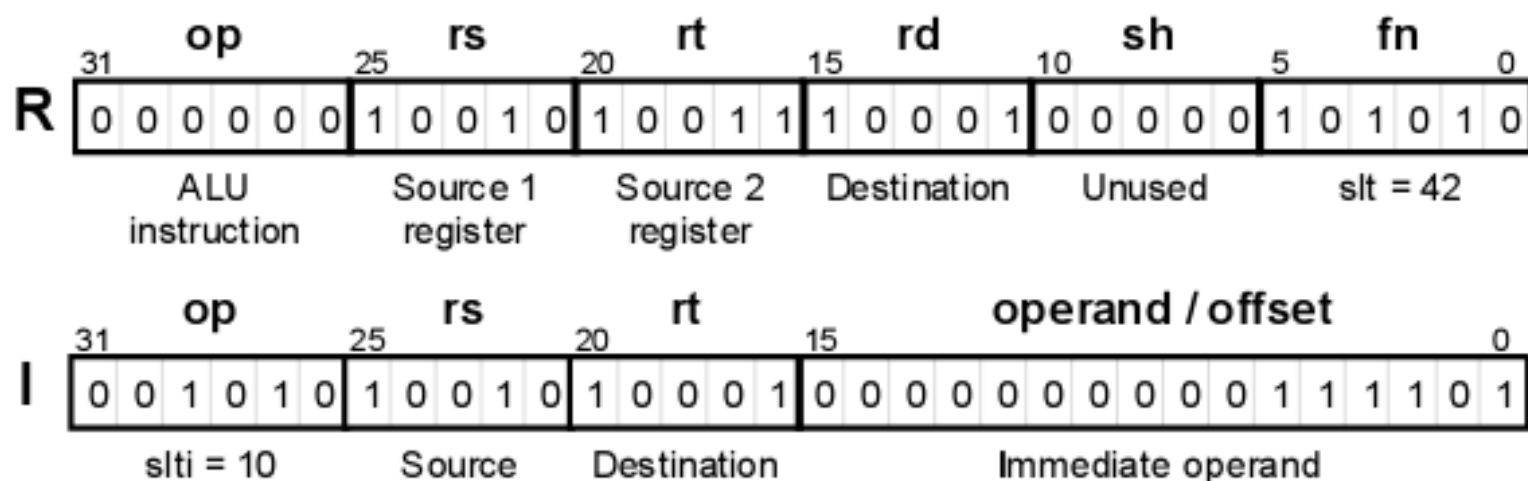 op rs rt rd sh fn
31 25 20 15 10 5 0
R 0 0 0 0 0 0 1 0 0 1 0 1 0 0 1 1 1 0 0 0 1 0 0 0 0 0 1 0 1 0 1 0
ALU Source 1 Source 2 Destination Unused slt = 42
instruction register register
op rs rt operand / offset
31 25 20 15 0
I 0 0 1 0 1 0 1 0 0 1 0 1 0 0 0 1 0 0 0 0 0 0 0 0 0 0 1 1 1 1 0 1
slti = 10 Source Destination Immediate operand